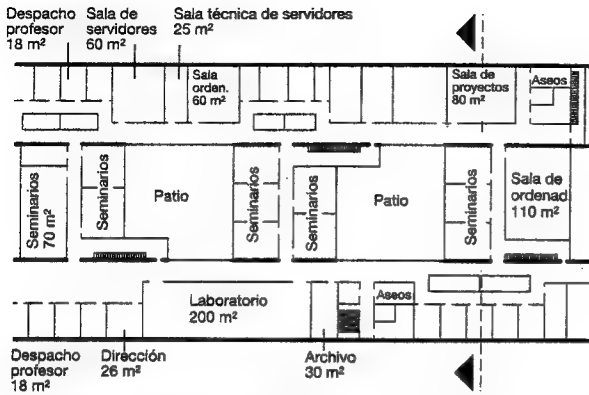 Despacho
profesor
18 m²
Sala de
servidores
60 m²
Sala técnica de servidores
25 m²
Sala
orden.
60 m²
Sala de
proyectos
80 m²
Aseos
Seminarios
70 m²
Seminarios
Patio
Seminarios
Seminarios
Patio
Seminarios
Sala de
ordenad.
110 m²
Laboratorio
200 m²
Aseos
Despacho
profesor
18 m²
Dirección
26 m²
Archivo
30 m²